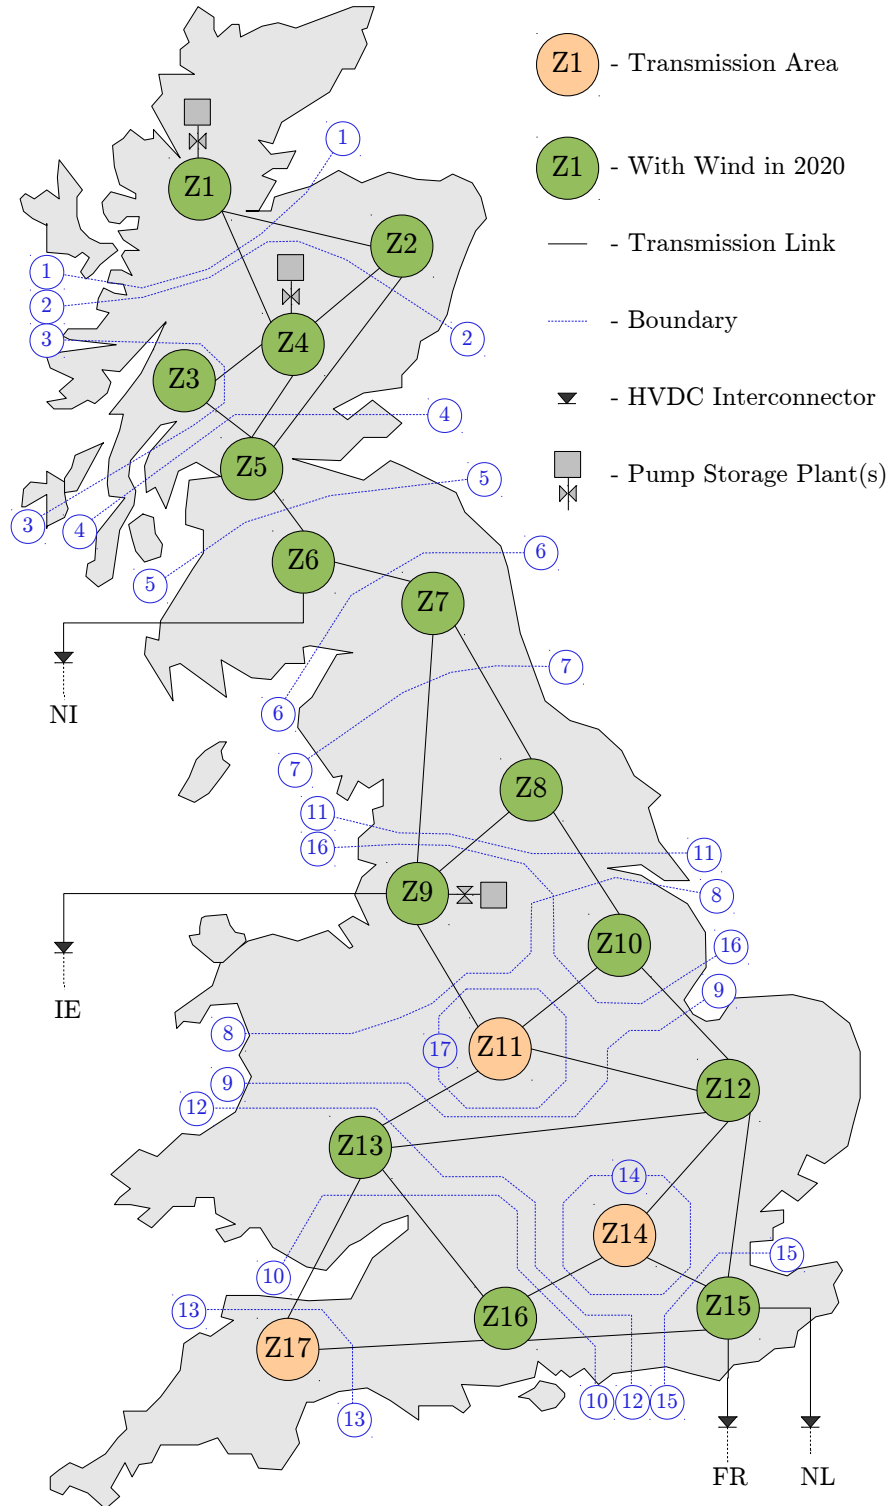 Z1 - Transmission Area
Z1 - With Wind in 2020
- Transmission Link
- Boundary
- HVDC Interconnector
- Pump Storage Plant(s)
1
Z1
Z2
1
2
3
Z4
2
Z3
4
Z5
5
3
4
6
Z6
5
Z7
7
NI
6
7
Z8
11
16
11
Z9
8
Z10
16
9
IE
8
17
Z11
9
Z12
12
Z13
14
Z14
15
10
13
Z16
Z15
Z17
13
10
12
15
FR
NL